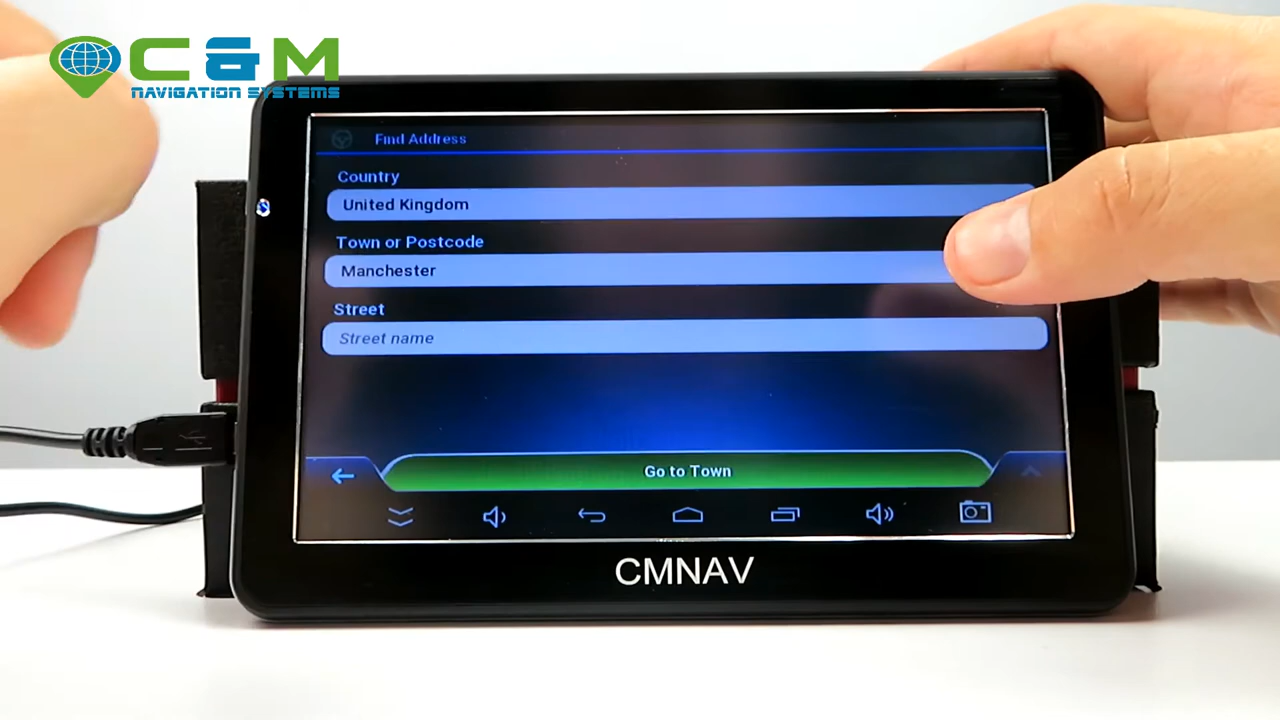 C & M
NAVIGATION SYSTEMS
Find Address
Country
United Kingdom
Town or Postcode
Manchester
Street
Street name
Go to Town
CMNAV